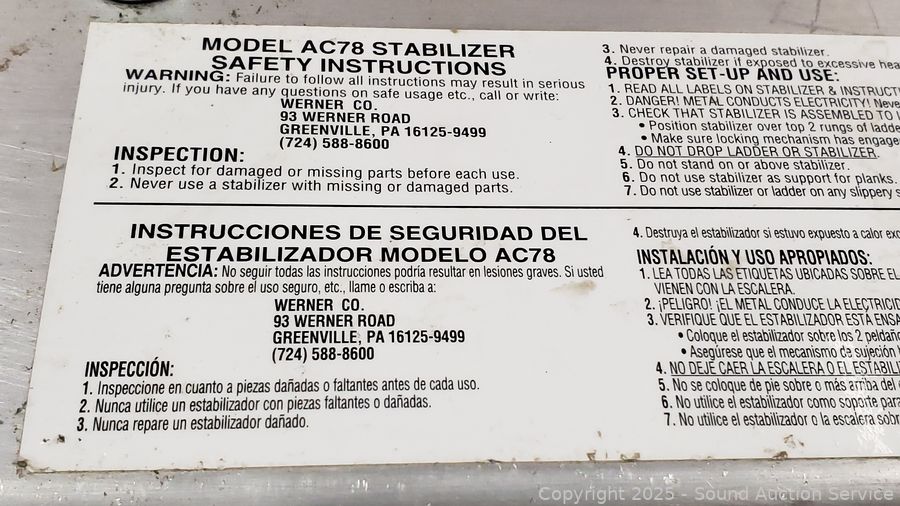 MODEL AC78 STABILIZER
SAFETY INSTRUCTIONS
WARNING: Failure to follow all instructions may result in serious
injury. If you have any questions on safe usage etc., call or write:
WERNER CO.
93 WERNER ROAD
GREENVILLE, PA 16125-9499
(724) 588-8600
INSPECTION:
1. Inspect for damaged or missing parts before each use.
2. Never use a stabilizer with missing or damaged parts.
3. Never repair a damaged stabilizer.
4. Destroy stabilizer if exposed to excessive hea
PROPER SET-UP AND USE:
1. READ ALL LABELS ON STABILIZER & INSTRUCTI
2. DANGER! METAL CONDUCTS ELECTRICITY! Neve
3. CHECK THAT STABILIZER IS ASSEMBLED TO
• Position stabilizer over top 2 rungs of ladde
• Make sure locking mechanism has engage
4. DO NOT DROP LADDER OR STABILIZER.
5. Do not stand on or above stabilizer.
6. Do not use stabilizer as support for planks.
7. Do not use stabilizer or ladder on any slippery s
INSTRUCCIONES DE SEGURIDAD DEL
ESTABILIZADOR MODELO AC78
ADVERTENCIA: No seguir todas las instrucciones podría resultar en lesiones graves. Si usted
tiene alguna pregunta sobre el uso seguro, etc., llame o escriba a:
WERNER CO.
93 WERNER ROAD
GREENVILLE, PA 16125-9499
(724) 588-8600
INSPECCIÓN:
1. Inspeccione en cuanto a piezas dañadas o faltantes antes de cada uso.
2. Nunca utilice un estabilizador con piezas faltantes o dañadas.
3. Nunca repare un estabilizador dañado.
4. Destruya el estabilizador si estuvo expuesto a calor exc
INSTALACIÓN Y USO APROPIADOS:
1. LEA TODAS LAS ETIQUETAS UBICADAS SOBRE EL
VIENEN CON LA ESCALERA.
2. ¡PELIGRO! ¡EL METAL CONDUCE LA ELECTRICID
3. VERIFIQUE QUE EL ESTABILIZADOR ESTÁ ENSA
• Coloque el estabilizador sobre los 2 peldaño
• Asegúrese que el mecanismo de sujeción h
4. NO DEJE CAER LA ESCALERA O EL ESTABILI
5. No se coloque de pie sobre o más arriba del
6. No utilice el estabilizador como soporte para
7. No utilice el estabilizador o la escalera sobr
Copyright © 2025 - Sound Auction Service